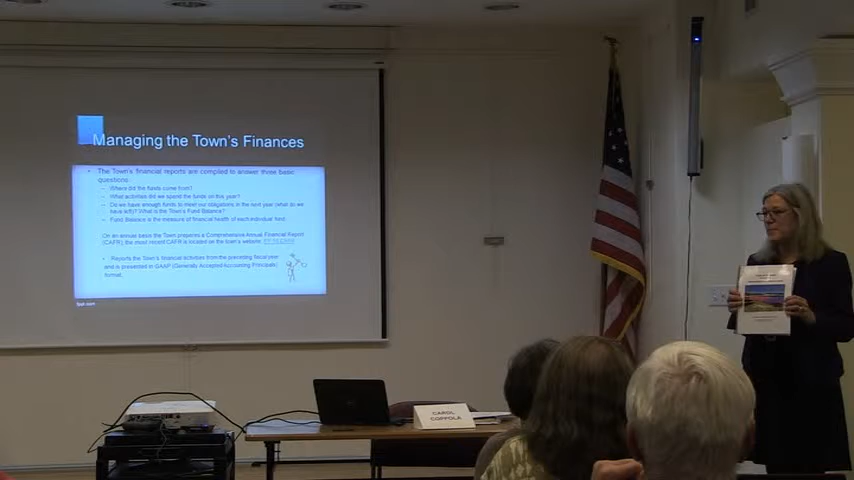 Managing the Town's Finances
• The Town's financial reports are compiled to answer three basic
questions:
– Where did the funds come from?
– What activities did we spend the funds on this year?
– Do we have enough funds to meet our obligations in the next year (what do we
have left)? What is the Town's Fund Balance?
– Fund Balance is the measure of financial health of each individual fund.
On an annual basis the Town prepares a Comprehensive Annual Financial Report
(CAFR); the most recent CAFR is located on the town's website.
• Reports the Town's financial activities from the preceding fiscal year
and is presented in GAAP (Generally Accepted Accounting Principals)
format.
CAROL
COPPOLA